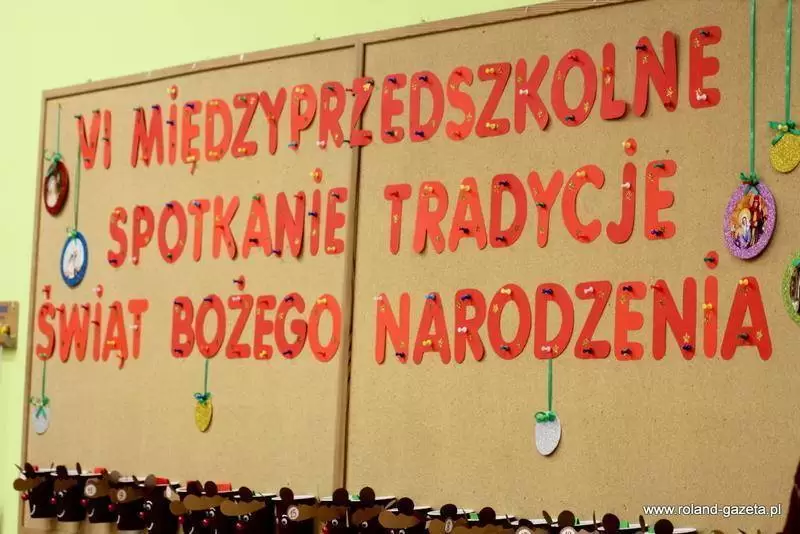 VI MIĘDZYPRZEDSZKOLNE
SPOTKANIE TRADYCJE
ŚWIĄT BOŻEGO NARODZENIA
www.roland-gazeta.pl